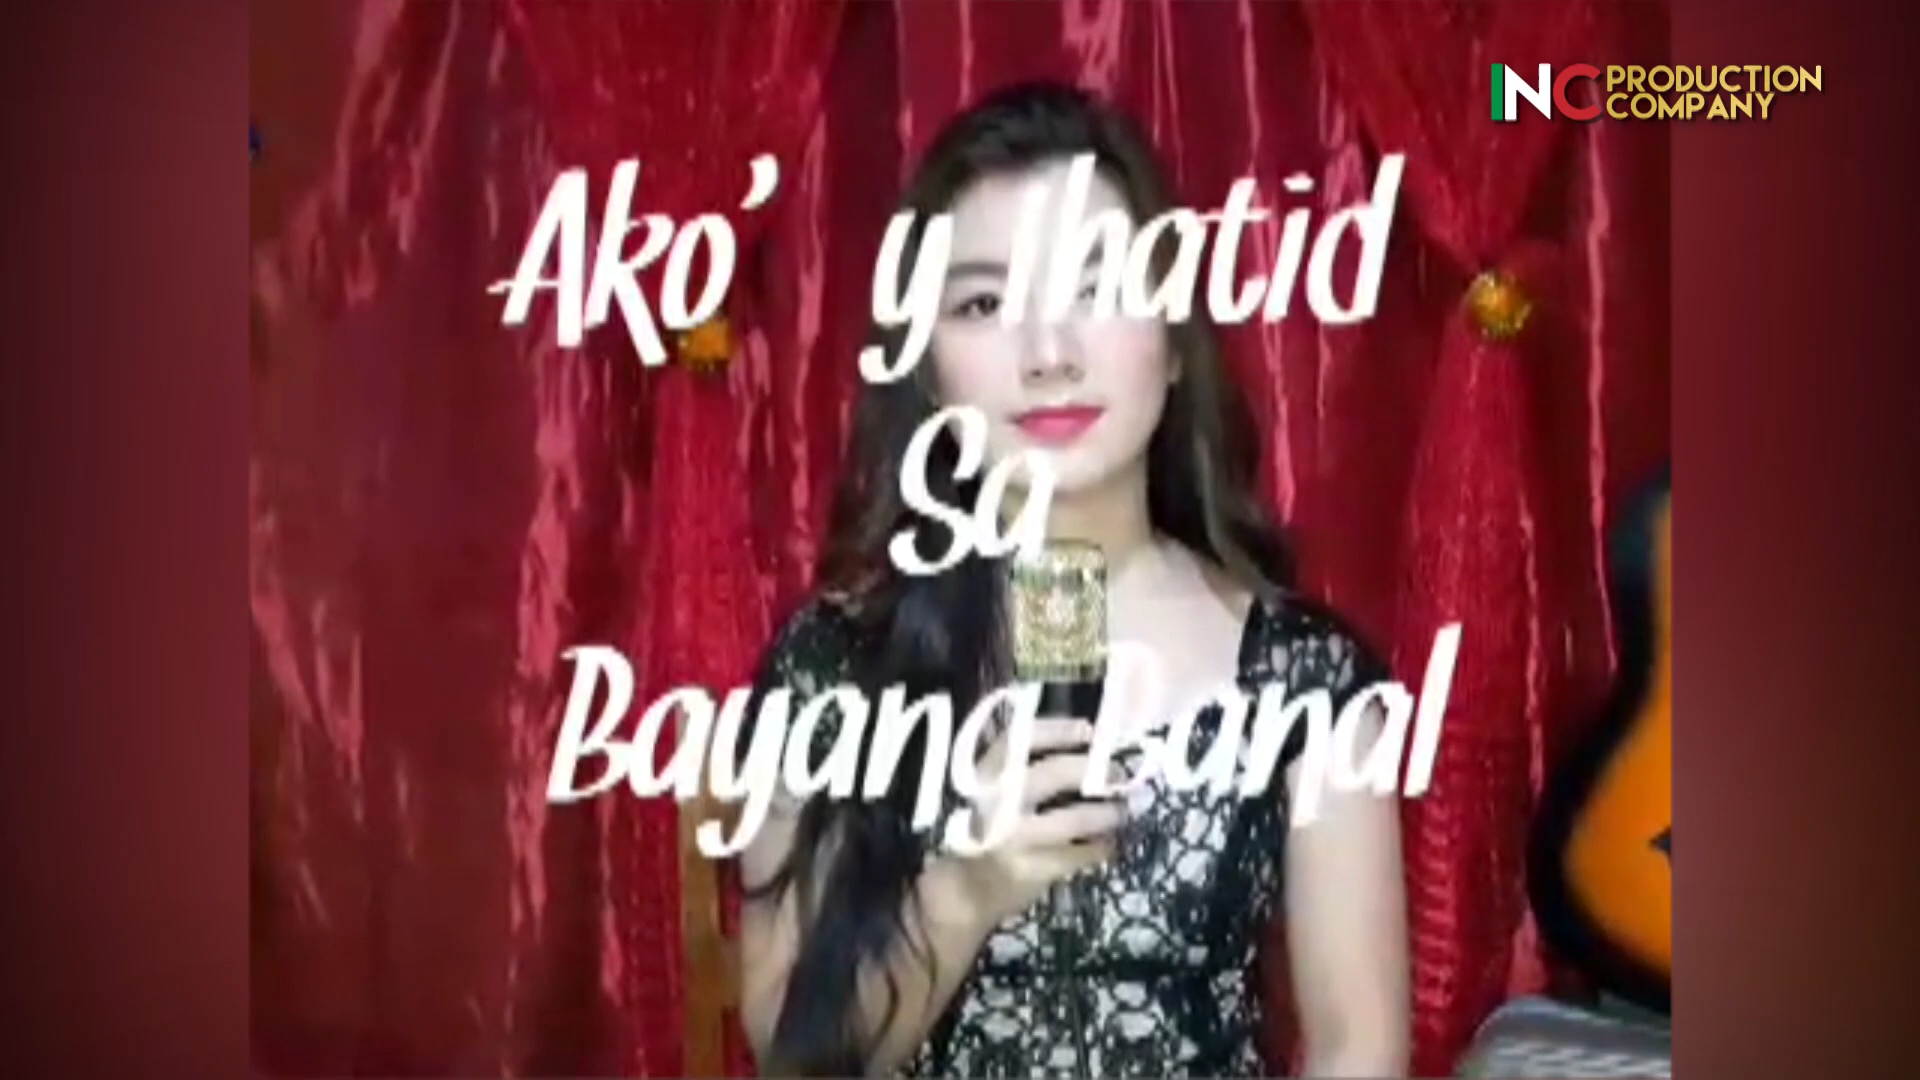 INC PRODUCTION
COMPANY
Ako' y Ihatid
Sa
Bayang Banal